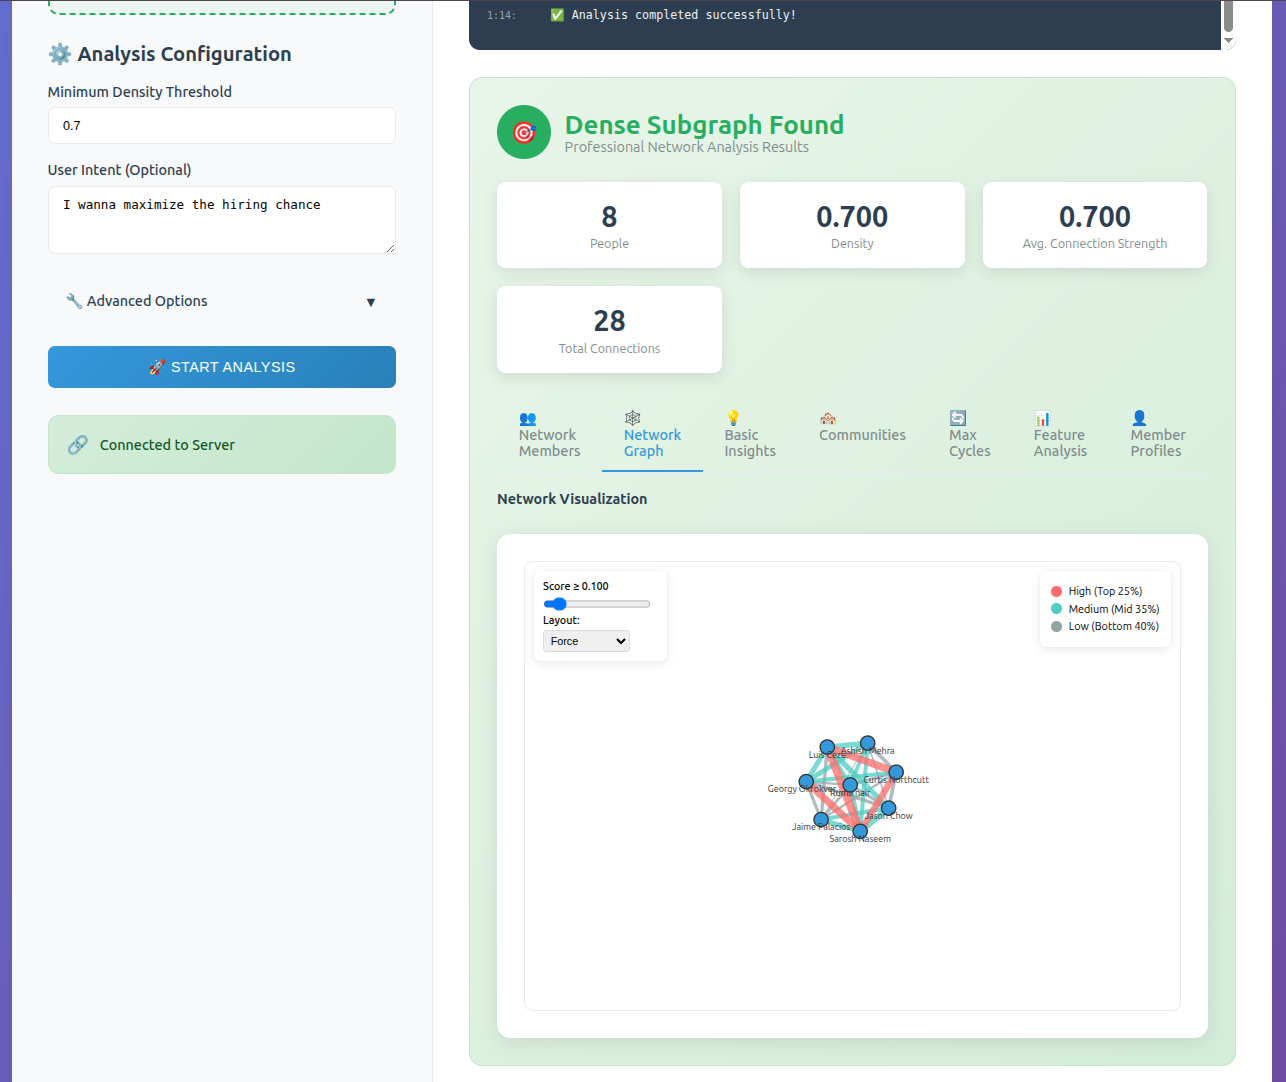 Analysis Configuration
Minimum Density Threshold
0.7
User Intent (Optional)
I wanna maximize the hiring chance
Advanced Options
START ANALYSIS
Connected to Server
1:14: ✅ Analysis completed successfully!
Dense Subgraph Found
Professional Network Analysis Results
8
People
0.700
Density
0.700
Avg. Connection Strength
28
Total Connections
Network Members
Network Graph
Basic Insights
Communities
Max Cycles
Feature Analysis
Member Profiles
Network Visualization
Score ≥ 0.100
Layout:
Force
High (Top 25%)
Medium (Mid 35%)
Low (Bottom 40%)
Luis Ceze
Ashish Mehra
Curtis Northcutt
Georgy
Jason Chow
Jaime Palacios
Sarosh Naseem